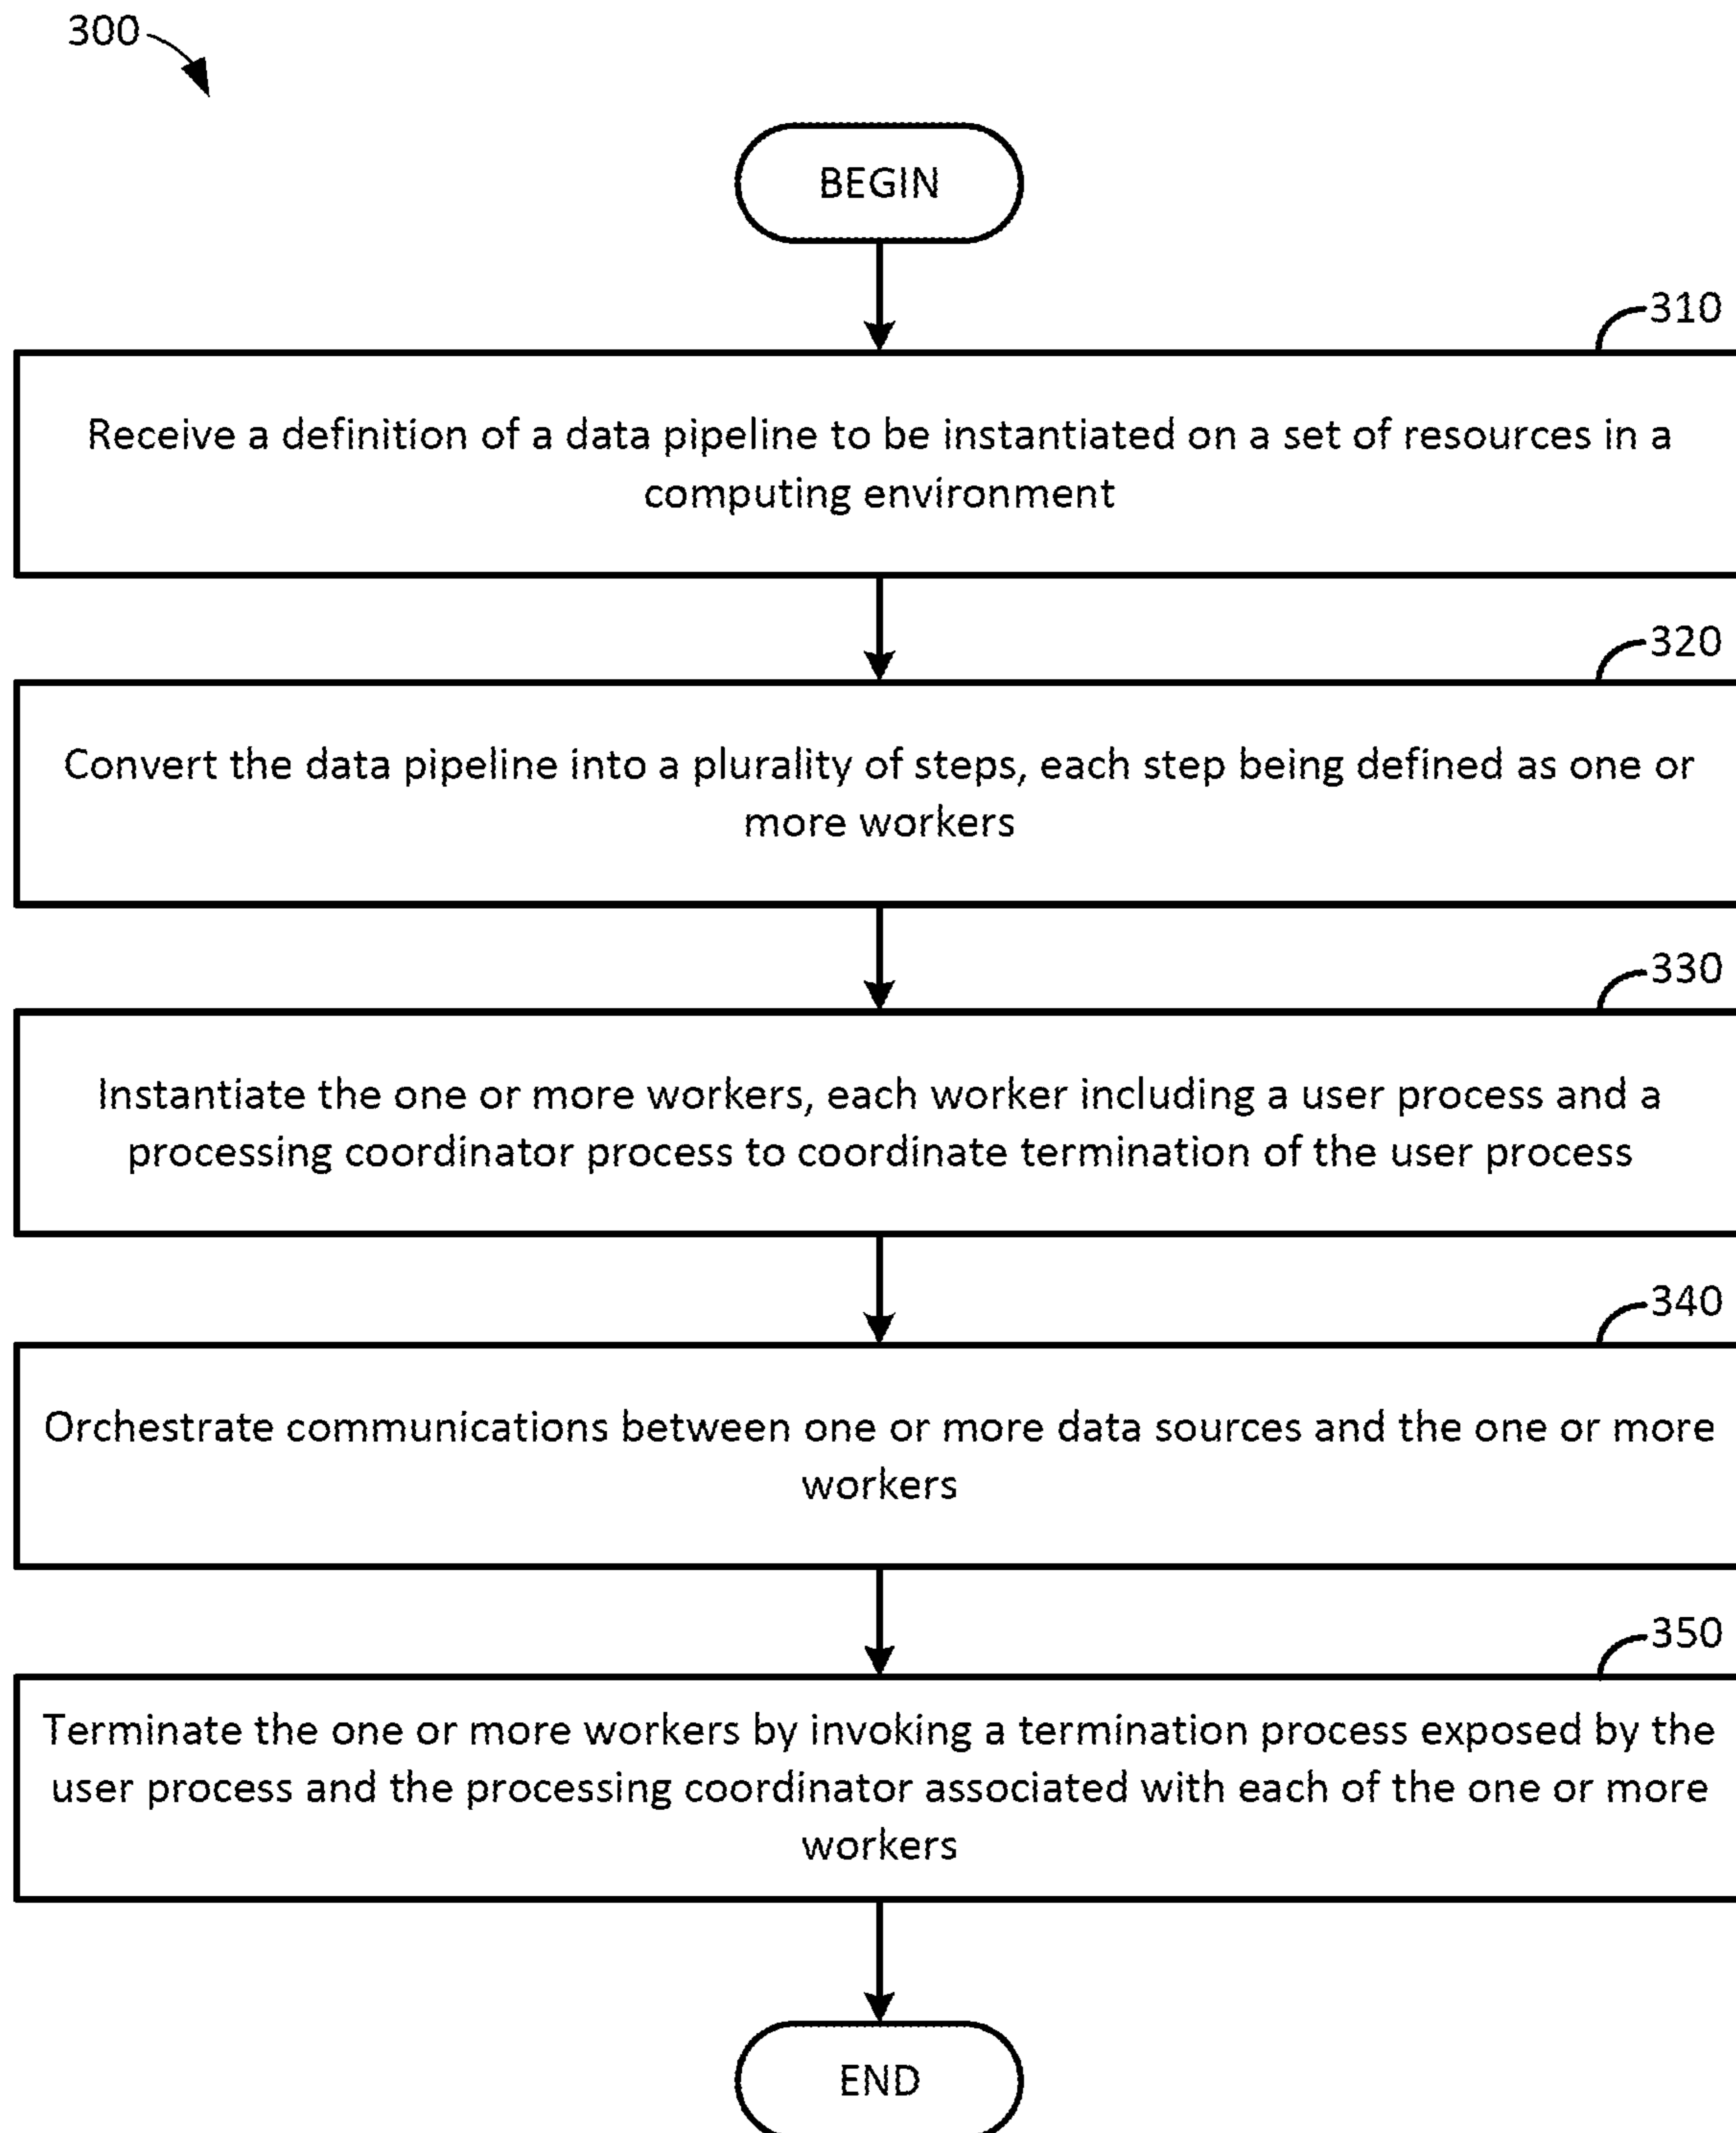 300
BEGIN
310
Receive a definition of a data pipeline to be instantiated on a set of resources in a
computing environment
320
Convert the data pipeline into a plurality of steps, each step being defined as one or
more workers
330
Instantiate the one or more workers, each worker including a user process and a
processing coordinator process to coordinate termination of the user process
340
Orchestrate communications between one or more data sources and the one or more
workers
350
Terminate the one or more workers by invoking a termination process exposed by the
user process and the processing coordinator associated with each of the one or more
workers
END